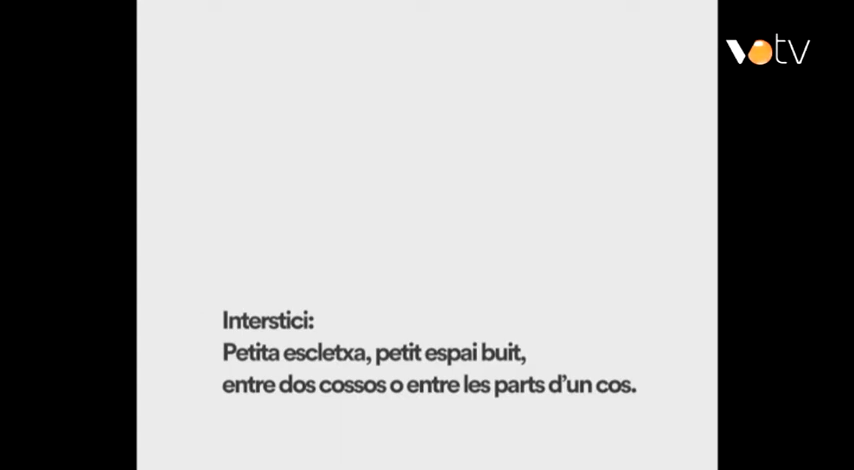 votv
Interstici:
Petita escletxa, petit espai buit,
entre dos cossos o entre les parts d'un cos.